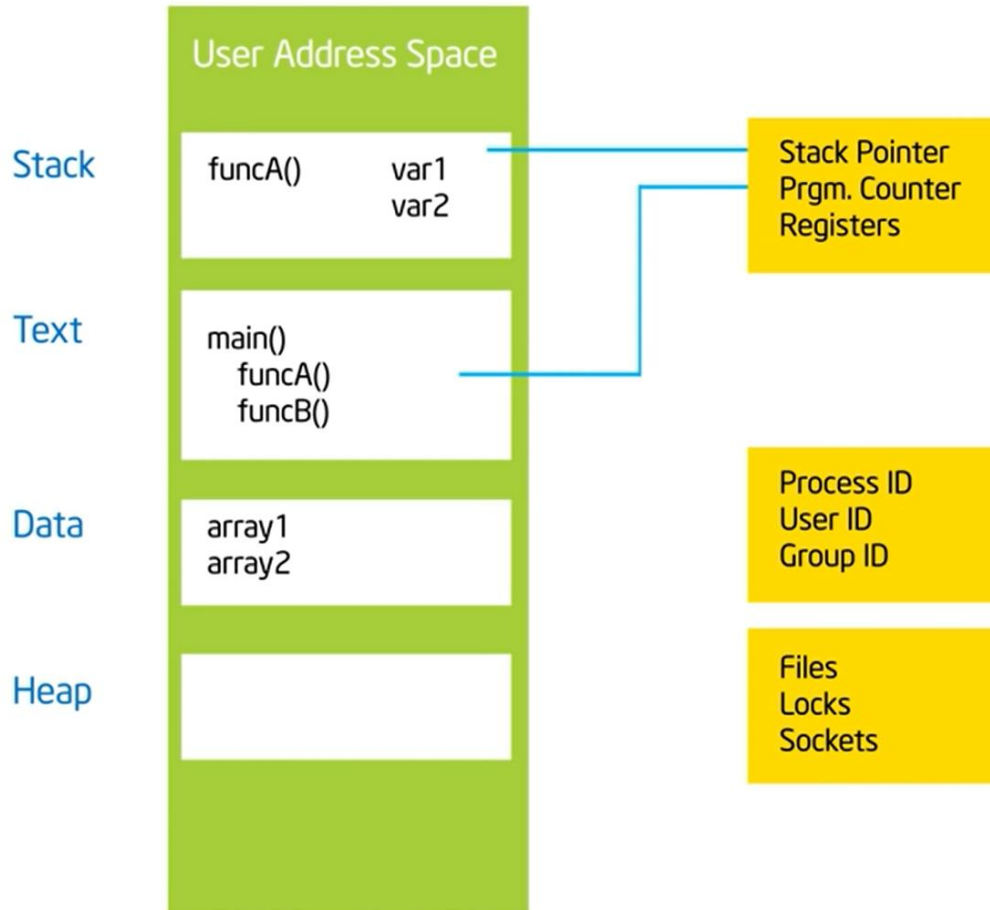 User Address Space
Stack
funcA() var1
var2
Stack Pointer
Prgm. Counter
Registers
Text
main()
funcA()
funcB()
Data
array1
array2
Process ID
User ID
Group ID
Heap
Files
Locks
Sockets